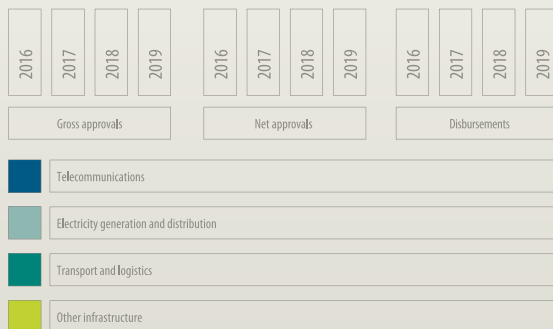 2016 2017 2018 2019 2016 2017 2018 2019 2016 2017 2018 2019
Gross approvals Net approvals Disbursements
Telecommunications
Electricity generation and distribution
Transport and logistics
Other infrastructure